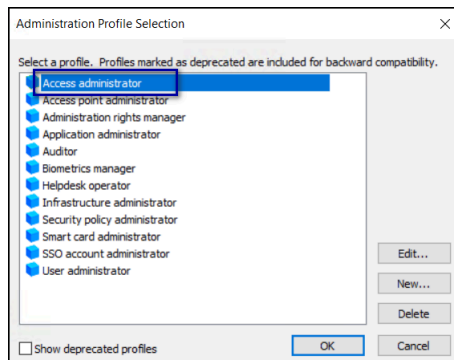 Administration Profile Selection
Select a profile. Profiles marked as deprecated are included for backward compatibility.
Access administrator
Access point administrator
Administration rights manager
Application administrator
Auditor
Biometrics manager
Helpdesk operator
Infrastructure administrator
Security policy administrator
Smart card administrator
SSO account administrator
User administrator
Edit...
New...
Delete
Show deprecated profiles
OK
Cancel